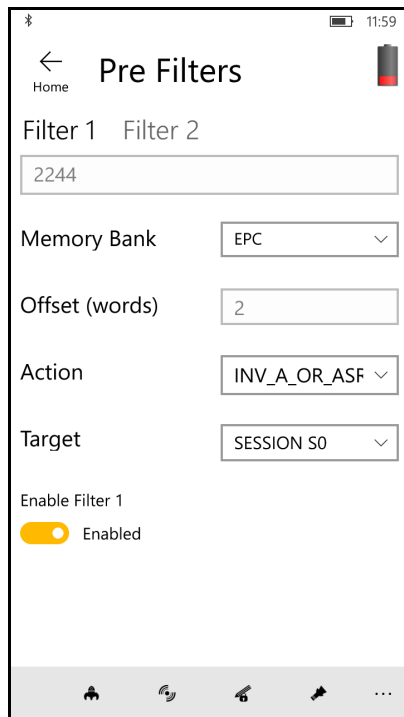 11:59
Home
Pre Filters
Filter 1 Filter 2
2244
Memory Bank EPC
Offset (words) 2
Action INV_A_OR_ASR
Target SESSION S0
Enable Filter 1
Enabled